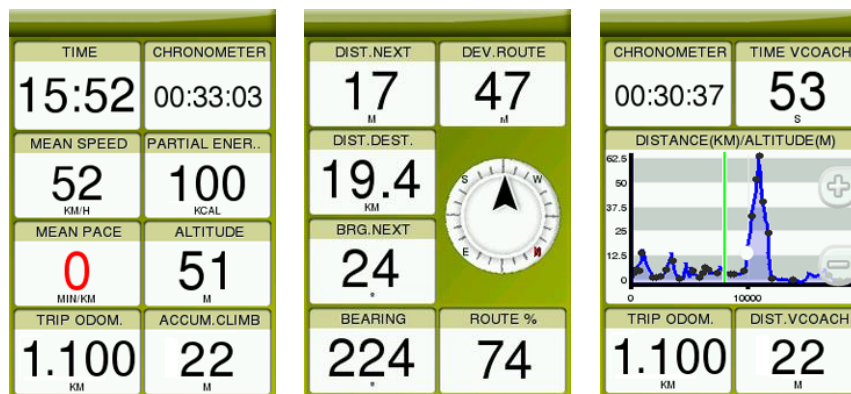 TIME CHRONOMETER
15:52 00:33:03
MEAN SPEED PARTIAL ENER..
52 100
KM/H KCAL
MEAN PACE ALTITUDE
0 51
MIN/KM M
TRIP ODOM. ACCUM.CLIMB
1.100 22
KM M
DIST.NEXT DEV.ROUTE
17 47
M M
DIST.DEST.
19.4
KM
S W
E N
BRG.NEXT
24
°
BEARING ROUTE %
224 74
°
CHRONOMETER TIME VCOACH
00:30:37 53
S
DISTANCE(KM)/ALTITUDE(M)
62.5
50
37.5
25
12.5
0
0 10000
TRIP ODOM. DIST.VCOACH
1.100 22
KM M